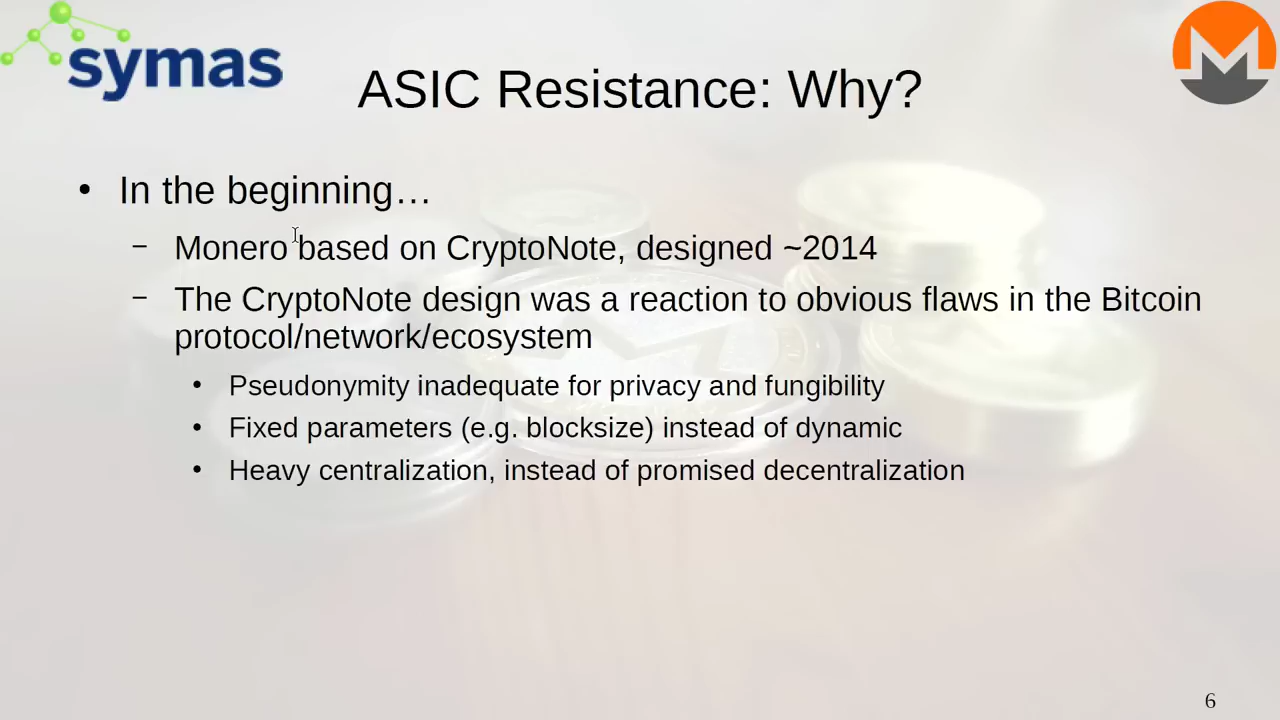 symas
ASIC Resistance: Why?
• In the beginning…
– Monero based on CryptoNote, designed ~2014
– The CryptoNote design was a reaction to obvious flaws in the Bitcoin
protocol/network/ecosystem
• Pseudonymity inadequate for privacy and fungibility
• Fixed parameters (e.g. blocksize) instead of dynamic
• Heavy centralization, instead of promised decentralization
6